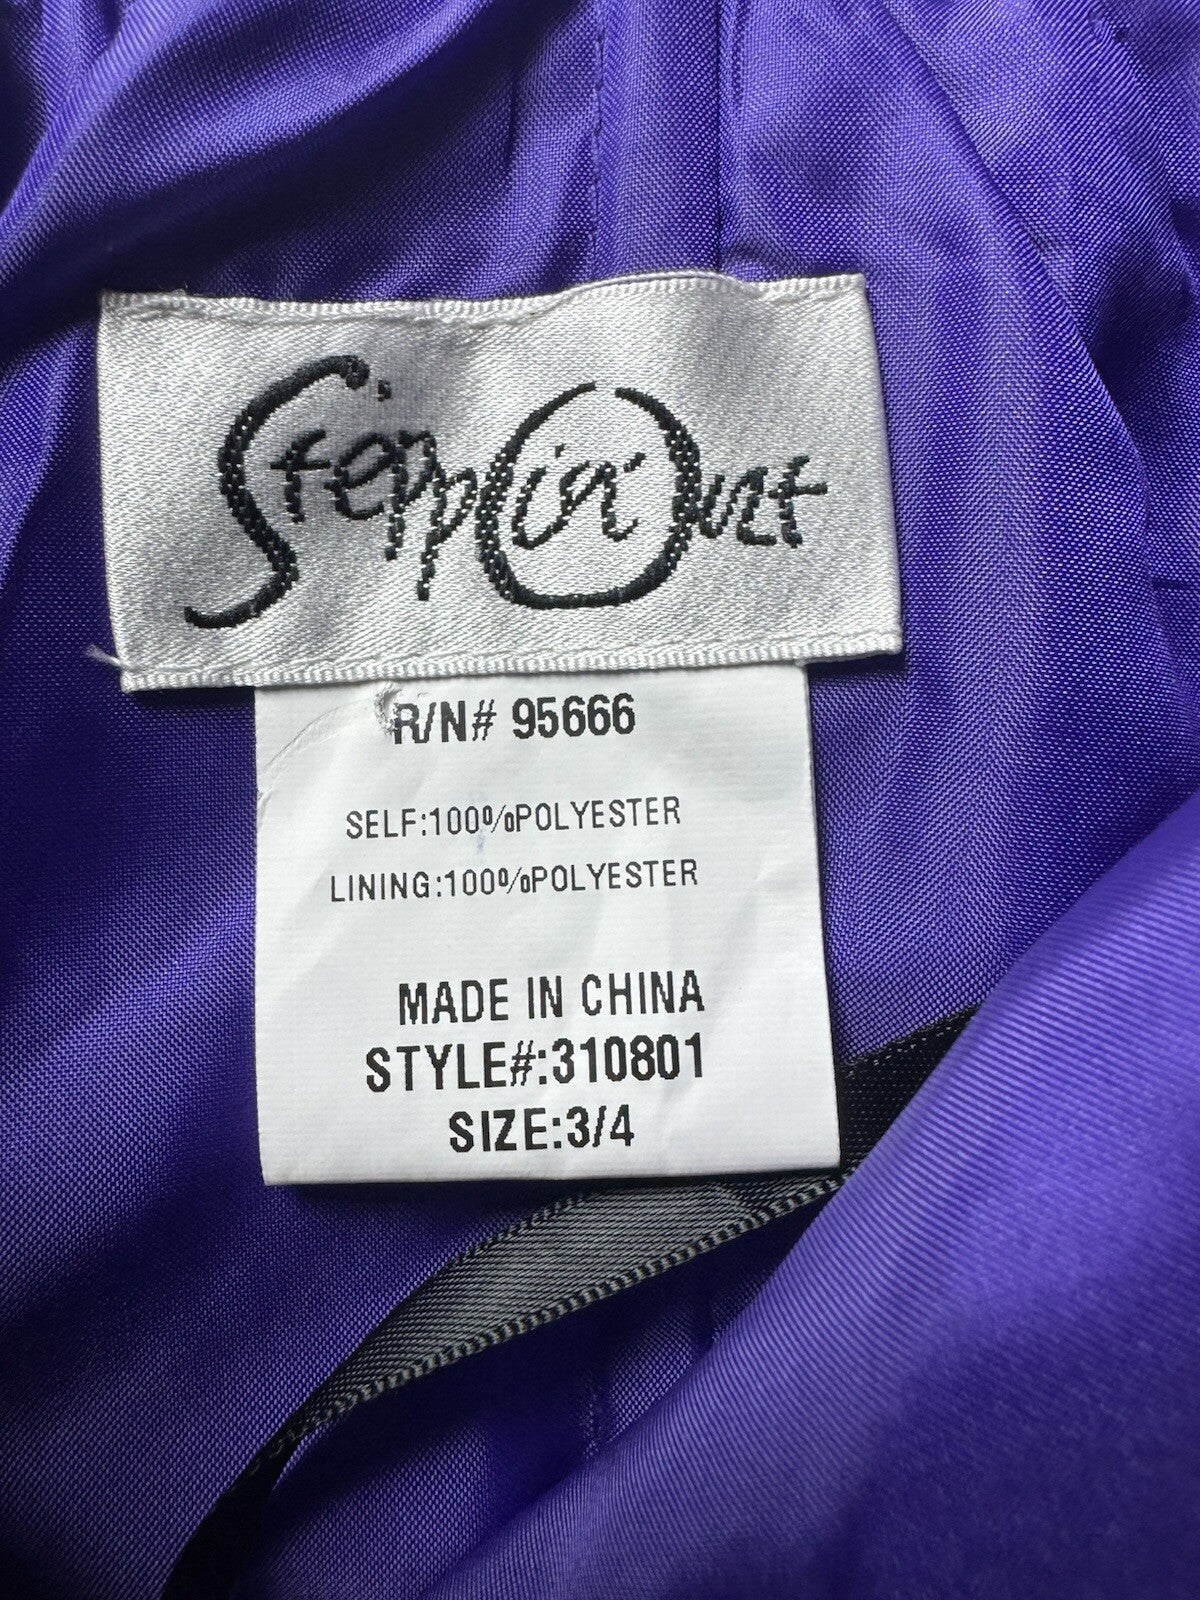 Steppin' Out
R/N# 95666
SELF:100%POLYESTER
LINING:100%POLYESTER
MADE IN CHINA
STYLE#:310801
SIZE:3/4